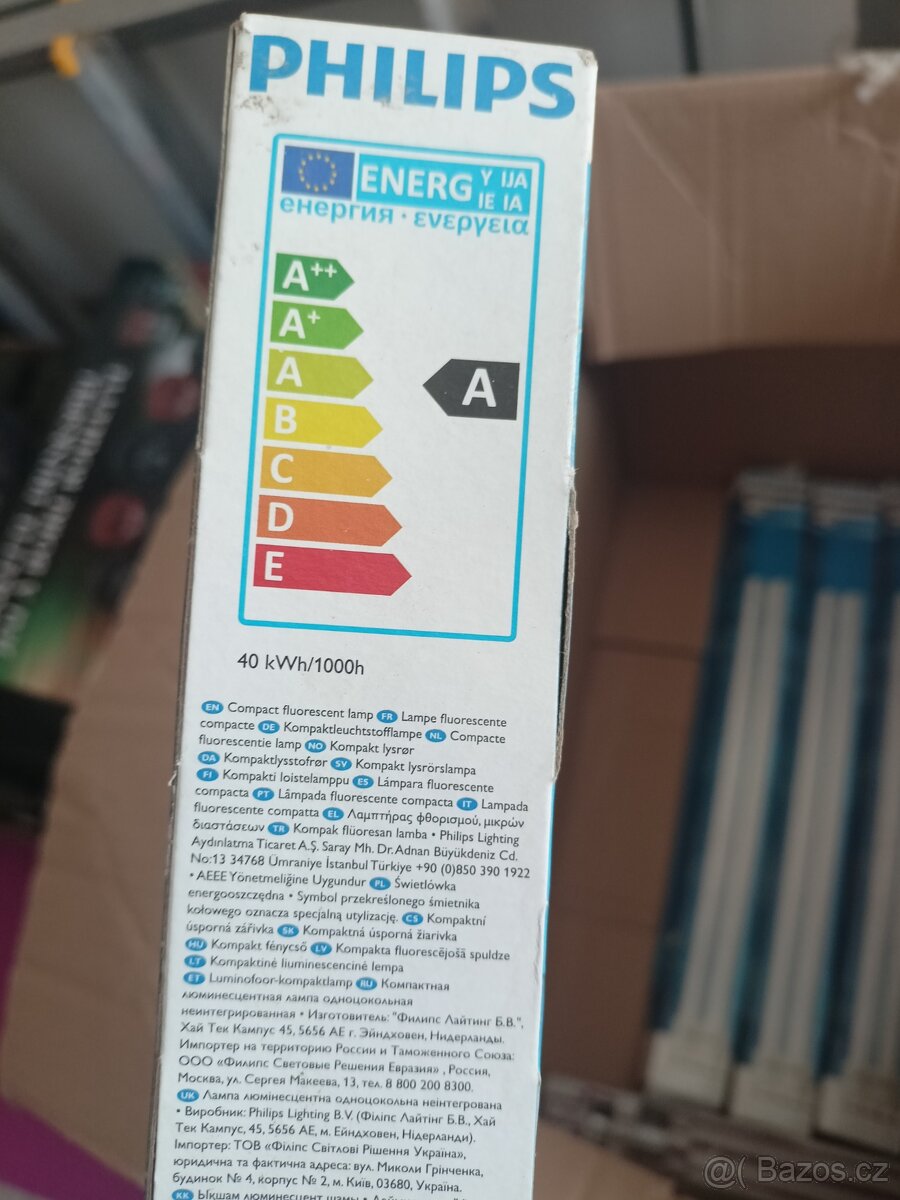 PHILIPS
ENERG Y IJA
IE IA
енергия · ενεργεια
A++
A+
A
A
B
C
D
E
40 kWh/1000h
EN Compact fluorescent lamp FR Lampe fluorescente
compacte DE Kompaktleuchtstofflampe NL Compacte
fluorescentie lamp NO Kompakt lysrør
DA Kompaktlysstofrør SV Kompakt lysrörslampa
FI Kompakti loistelamppu ES Lámpara fluorescente
compacta PT Lâmpada fluorescente compacta IT Lampada
fluorescente compatta EL Λαμπτήρας φθορισμού, μικρών
διαστάσεων TR Kompak flüoresan lamba • Philips Lighting
Aydınlatma Ticaret A.Ş. Saray Mh. Dr. Adnan Büyükdeniz Cd.
No:13 34768 Ümraniye İstanbul Türkiye +90 (0)850 390 1922
• AEEE Yönetmeliğine Uygundur PL Świetlówka
energooszczędna • Symbol przekreślonego śmietnika
kołowego oznacza specjalną utylizację. CS Kompaktní
úsporná zářivka SK Kompaktná úsporná žiarivka
HU Kompakt fénycső LV Kompakta fluorescējošā spuldze
LT Kompaktinė liuminescencinė lempa
ET Luminofoor-kompaktlamp RU Компактная
люминесцентная лампа одноцокольная
неинтегрированная • Изготовитель: "Филипс Лайтинг Б.В.",
Хай Тек Кампус 45, 5656 АЕ г. Эйндховен, Нидерланды.
Импортер на территорию России и Таможенного Союза:
ООО «Филипс Световые Решения Евразия» , Россия,
Москва, ул. Сергея Макеева, 13, тел. 8 800 200 8300.
UK Лампа люмінесцентна одноцокольна неінтегрована
• Виробник: Philips Lighting B.V. (Філіпс Лайтінг Б.В., Хай
Тек Кампус 45, 5656 АЕ, м. Ейндховен, Нідерланди).
Імпортер: ТОВ «Філіпс Світлові Рішення Україна»,
юридична та фактична адреса: вул. Миколи Грінченка,
будинок № 4, корпус № 2, м. Київ, 03680, Україна.
KK Ықшам люминесцент шамы
@( Bazos.cz